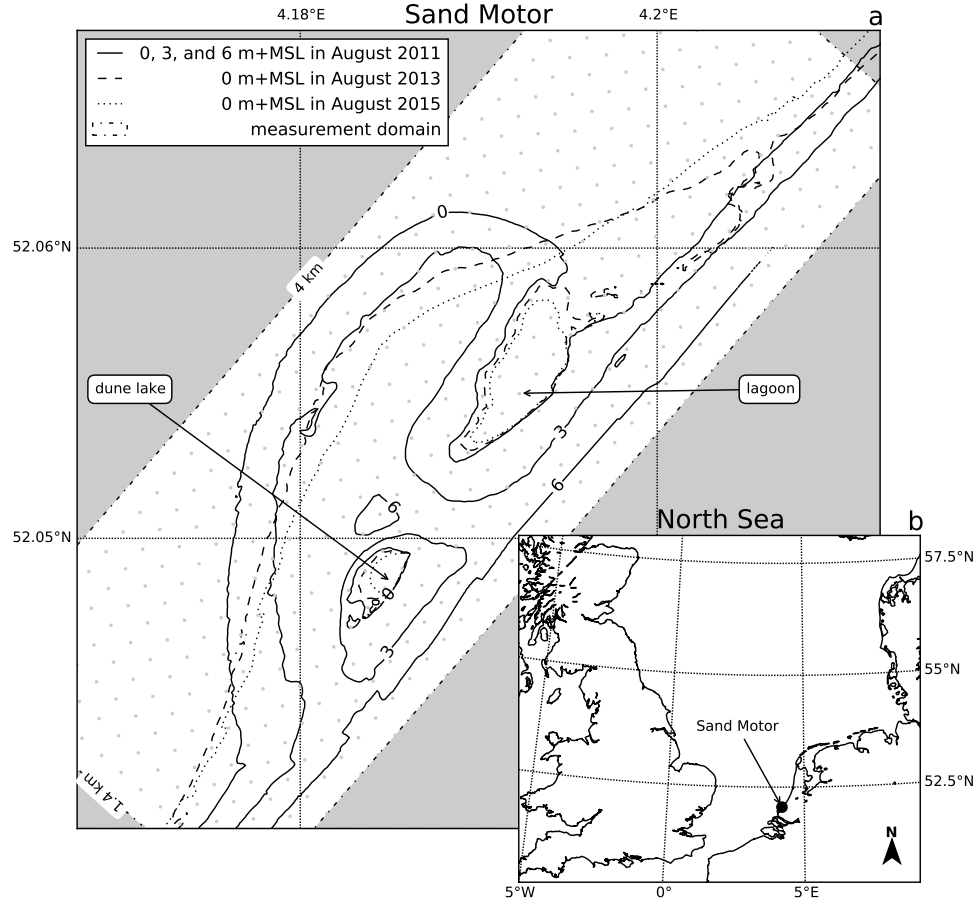 4.18°E
Sand Motor
4.2°E
a
0, 3, and 6 m+MSL in August 2011
0 m+MSL in August 2013
0 m+MSL in August 2015
measurement domain
0
52.06°N
4 km
dune lake
lagoon
3
6
6
52.05°N
0
3
1.4 km
North Sea
b
57.5°N
55°N
Sand Motor
52.5°N
N
5°W
0°
5°E